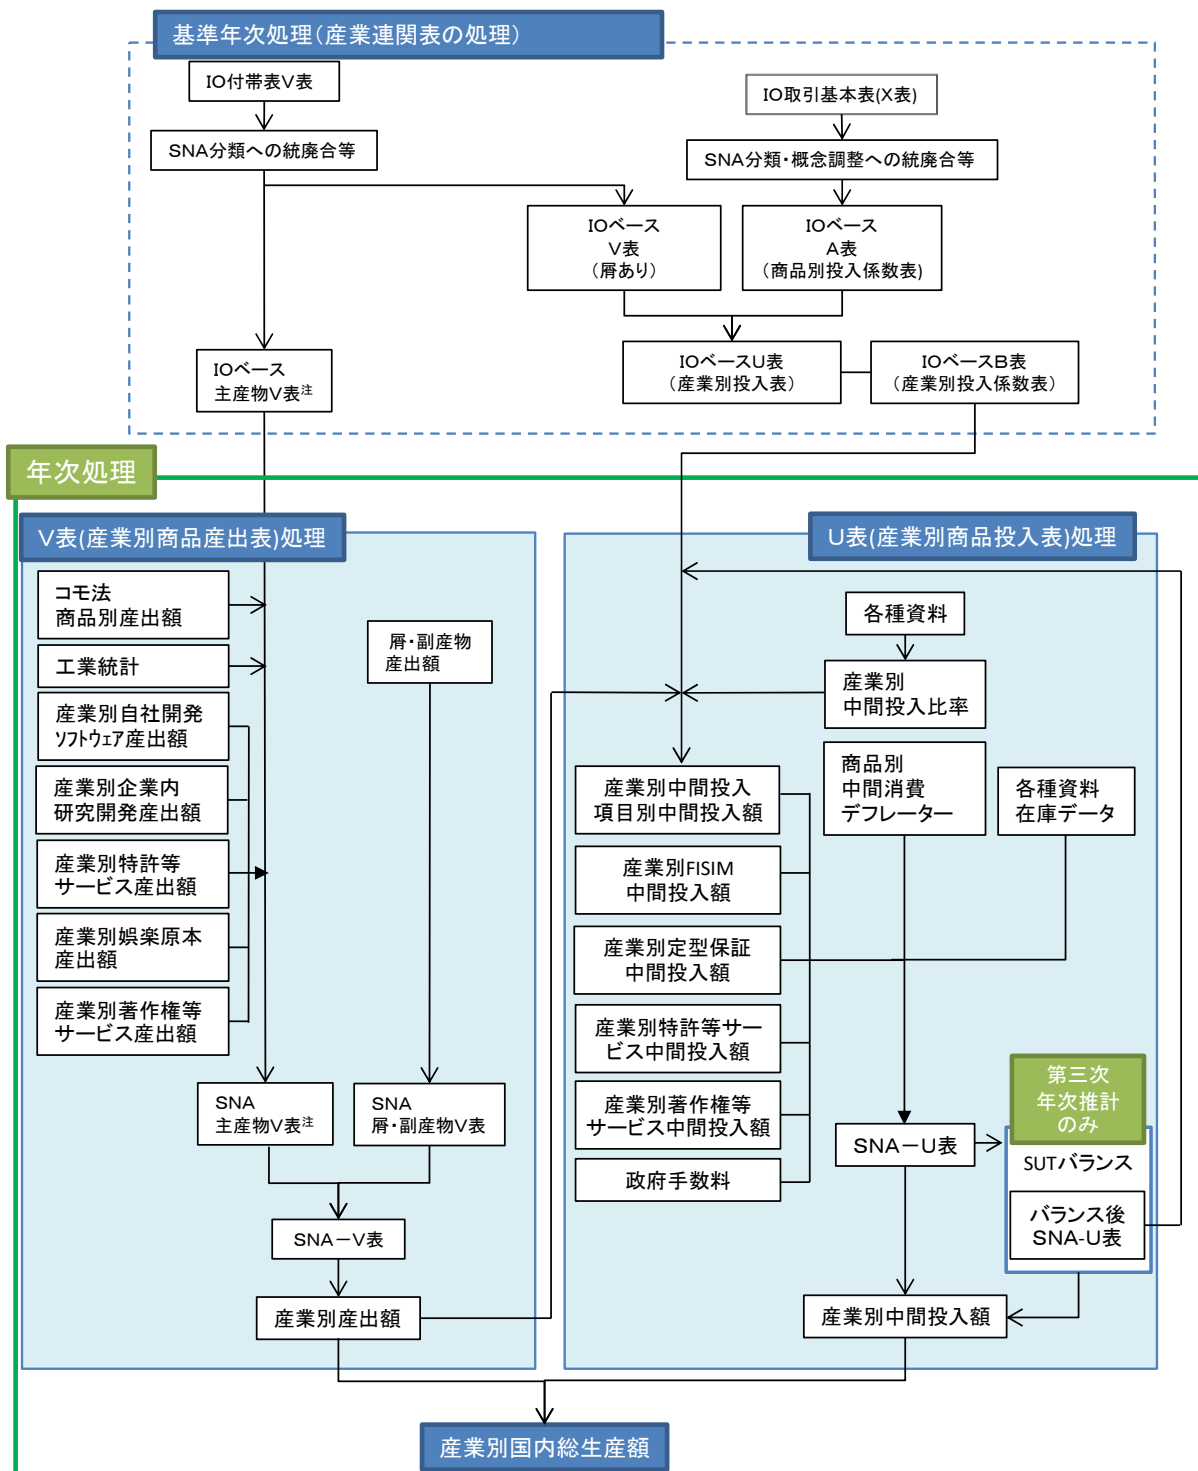 基準年次処理(産業連関表の処理)
IO付帯表V表
IO取引基本表(X表)
SNA分類への統廃合等
SNA分類・概念調整への統廃合等
IOベース
V表
(屑あり)
IOベース
A表
(商品別投入係数表)
IOベース
主産物V表注
IOベースU表
(産業別投入表)
IOベースB表
(産業別投入係数表)
年次処理
V表(産業別商品産出表)処理
コモ法
商品別産出額
工業統計
産業別自社開発
ソフトウェア産出額
産業別企業内
研究開発産出額
産業別特許等
サービス産出額
産業別娯楽原本
産出額
産業別著作権等
サービス産出額
屑・副産物
産出額
SNA
主産物V表注
SNA
屑・副産物V表
SNA-V表
産業別産出額
U表(産業別商品投入表)処理
各種資料
産業別
中間投入比率
産業別中間投入
項目別中間投入額
商品別
中間消費
デフレーター
各種資料
在庫データ
産業別FISIM
中間投入額
産業別定型保証
中間投入額
産業別特許等サー
ビス中間投入額
産業別著作権等
サービス中間投入額
政府手数料
SNA-U表
第三次
年次推計
のみ
SUTバランス
バランス後
SNA-U表
産業別中間投入額
産業別国内総生産額